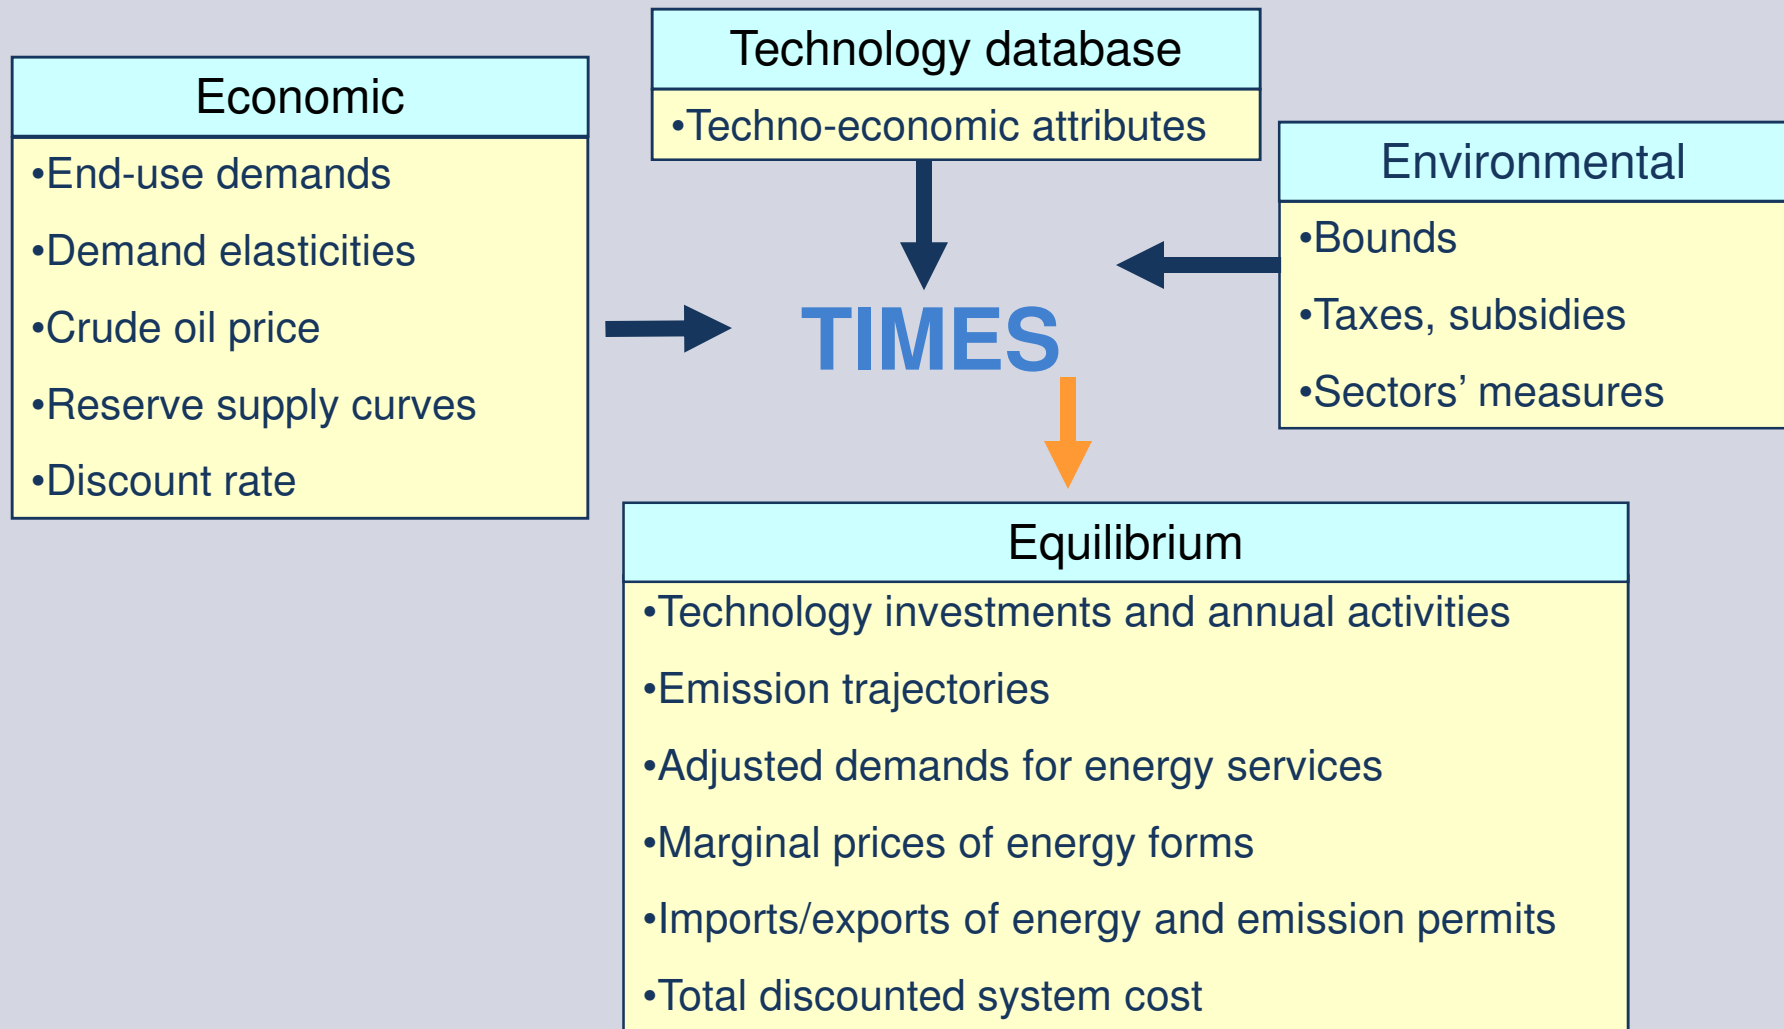 Technology database
•Techno-economic attributes
Economic
•End-use demands
•Demand elasticities
•Crude oil price
•Reserve supply curves
•Discount rate
Environmental
•Bounds
•Taxes, subsidies
•Sectors’ measures
TIMES
Equilibrium
•Technology investments and annual activities
•Emission trajectories
•Adjusted demands for energy services
•Marginal prices of energy forms
•Imports/exports of energy and emission permits
•Total discounted system cost